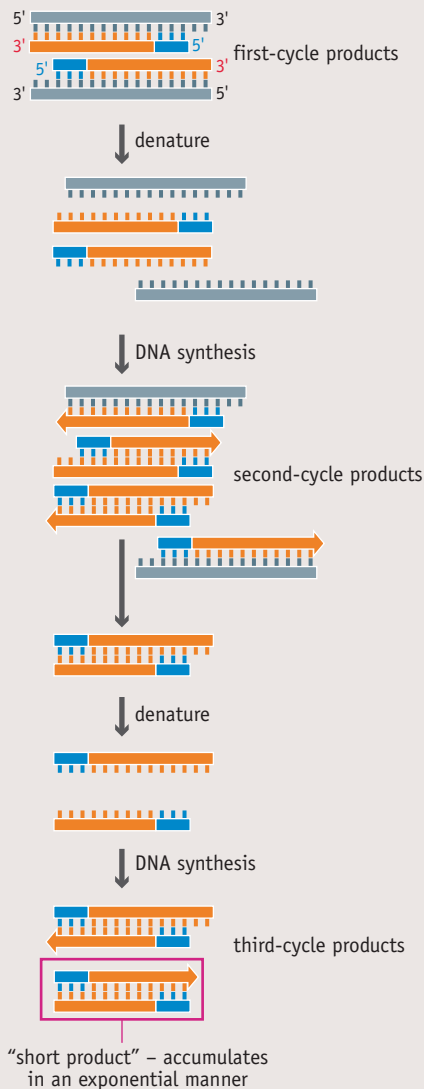 5' 3'
3' 5' first-cycle products
5' 3'
3' 5'
denature
DNA synthesis
second-cycle products
denature
DNA synthesis
third-cycle products
“short product” – accumulates
in an exponential manner